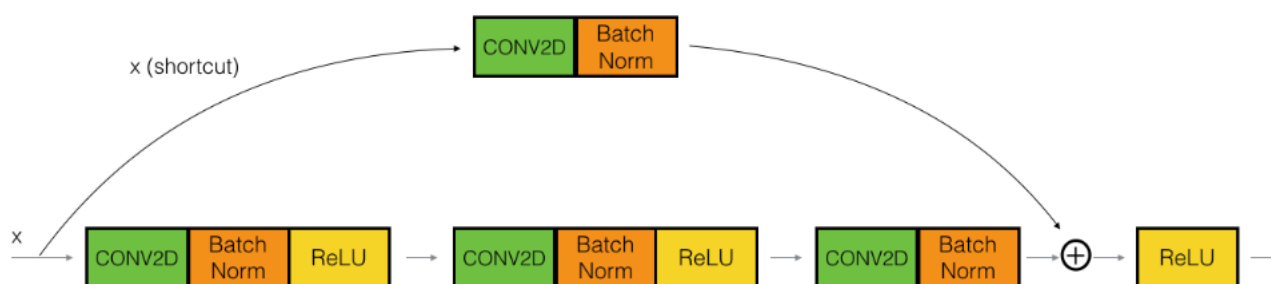 CONV2D
Batch
Norm
x (shortcut)
x
CONV2D
Batch
Norm
ReLU
CONV2D
Batch
Norm
ReLU
CONV2D
Batch
Norm
+
ReLU